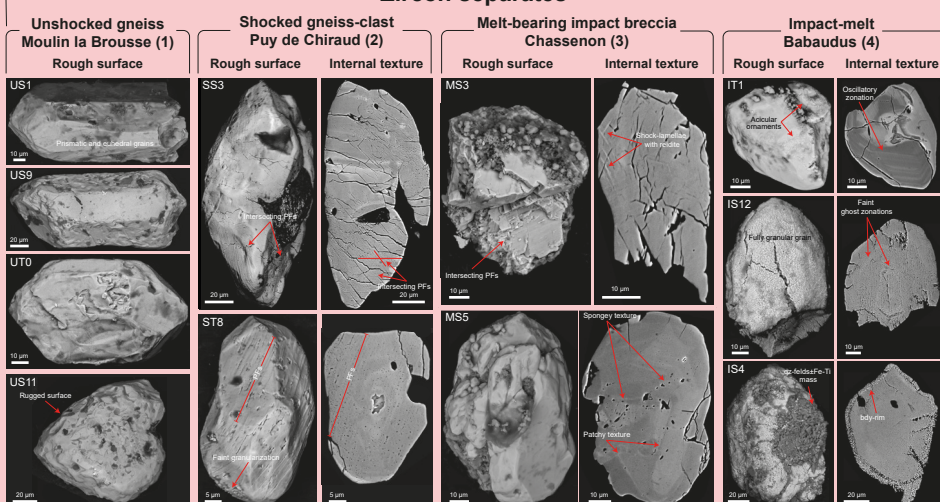 Unshocked gneiss
Moulin la Brousse (1)
Rough surface
US1
Prismatic and euhedral grains
10 µm
US9
20 µm
UT0
10 µm
US11
Rugged surface
20 µm
Shocked gneiss-clast
Puy de Chiraud (2)
Rough surface
Internal texture
SS3
Intersecting PFs
20 µm
Intersecting PFs
20 µm
ST8
PFs
Faint granularization
5 µm
PFs
5 µm
Melt-bearing impact breccia
Chassenon (3)
Rough surface
Internal texture
MS3
Intersecting PFs
10 µm
Shock-lamellae
with reidite
10 µm
MS5
10 µm
Spongey texture
Patchy texture
10 µm
Impact-melt
Babaudus (4)
Rough surface
Internal texture
IT1
Acicular
ornaments
10 µm
Oscillatory
zonation
10 µm
IS12
Fully granular grain
10 µm
Faint
ghost zonations
10 µm
IS4
qz-felds±Fe-Ti
mass
20 µm
bdy-rim
20 µm